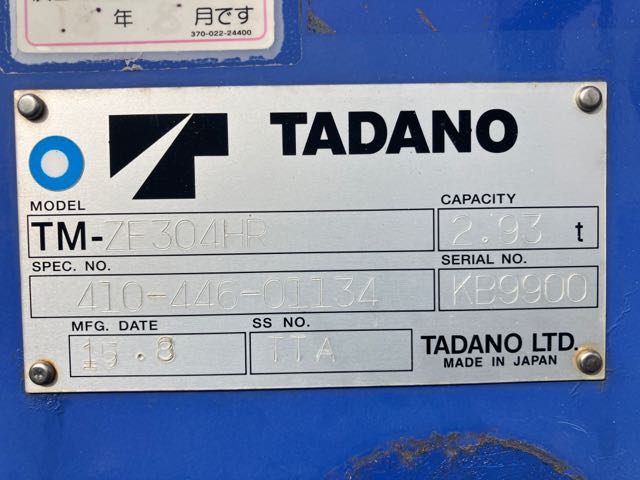 年 月です
370-022-24400
TADANO
MODEL
TM-ZF304HR
CAPACITY
2.93 t
SPEC. NO.
410-446-01134
SERIAL NO.
KB9900
MFG. DATE
15.8
SS NO.
TTA
TADANO LTD.
MADE IN JAPAN